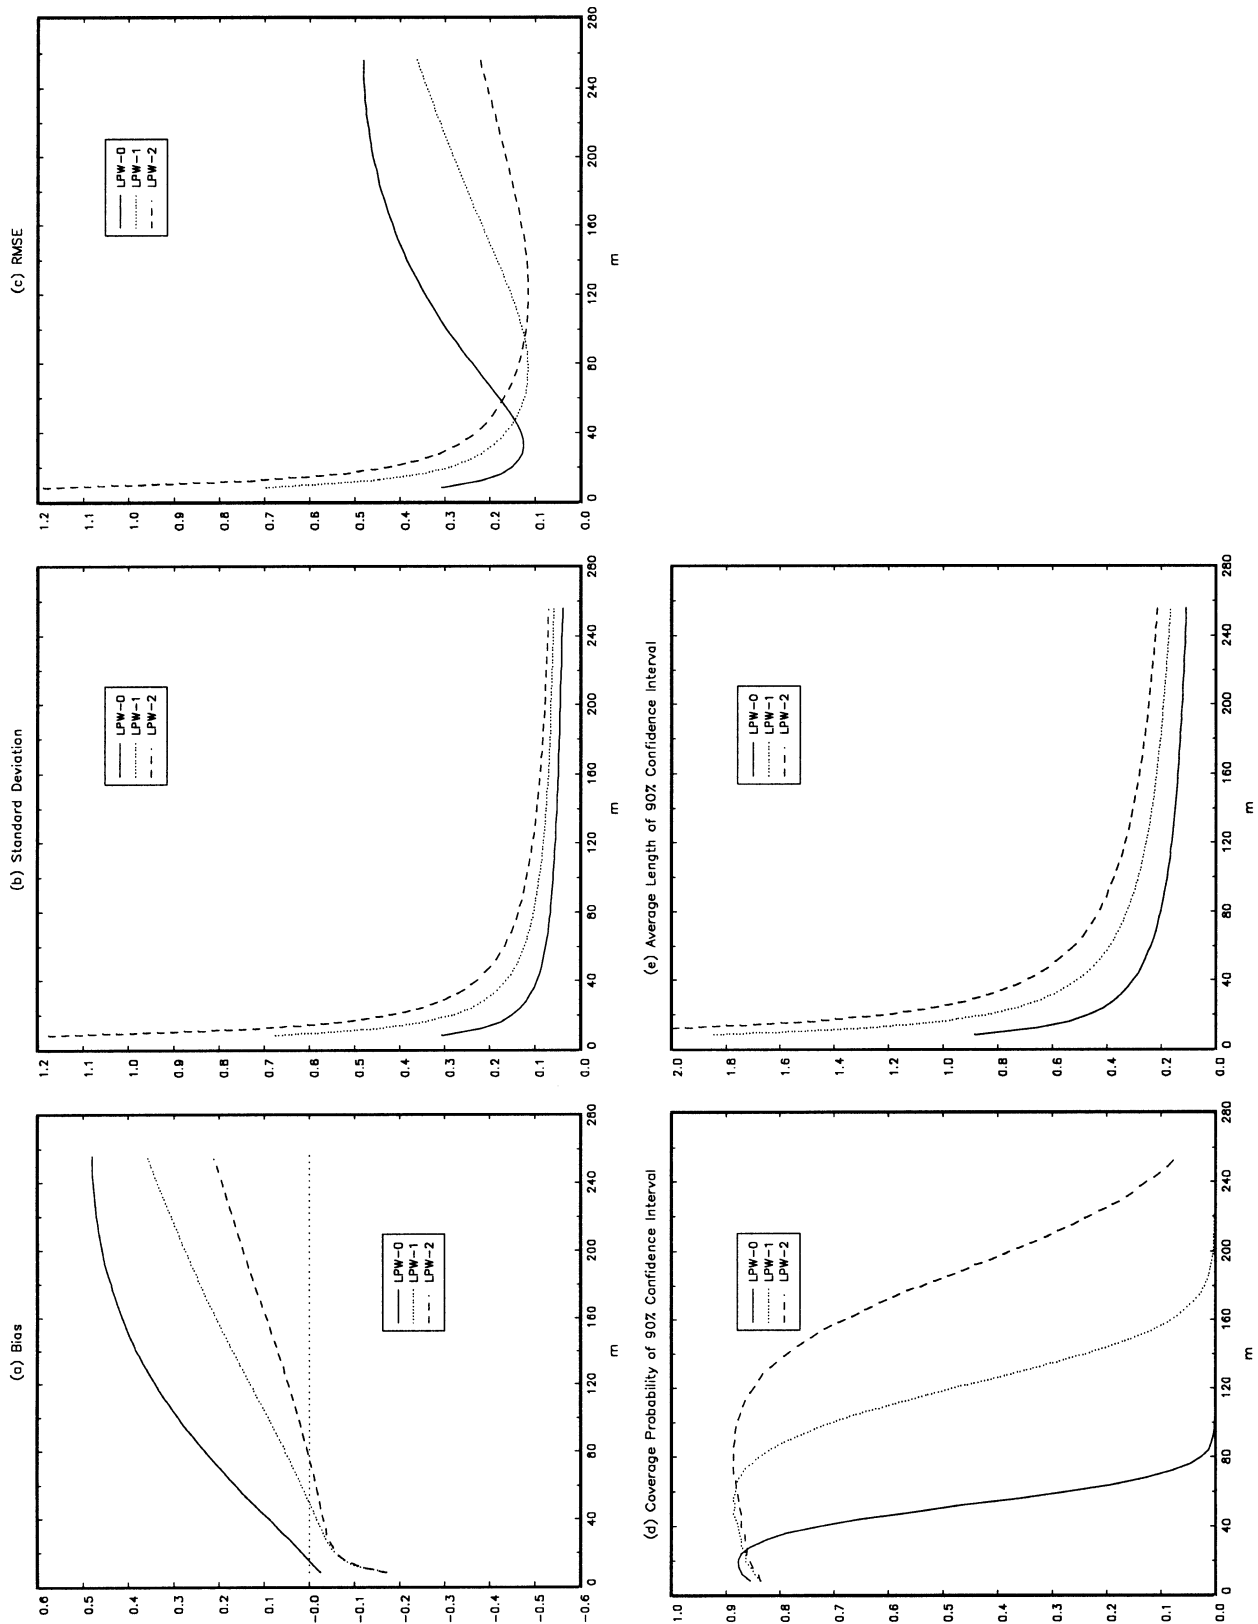 (a) Bias
0.6
0.5
0.4
0.3
0.2
0.1
-0.0
-0.1
-0.2
-0.3
-0.4
-0.5
-0.6
LPW-0
LPW-1
LPW-2
0 40 80 120 160 200 240 280
m
(b) Standard Deviation
1.2
1.1
1.0
0.9
0.8
0.7
0.6
0.5
0.4
0.3
0.2
0.1
0.0
LPW-0
LPW-1
LPW-2
0 40 80 120 160 200 240 280
m
(c) RMSE
1.2
1.1
1.0
0.9
0.8
0.7
0.6
0.5
0.4
0.3
0.2
0.1
0.0
LPW-0
LPW-1
LPW-2
0 40 80 120 160 200 240 280
m
(d) Coverage Probability of 90% Confidence Interval
1.0
0.9
0.8
0.7
0.6
0.5
0.4
0.3
0.2
0.1
0.0
LPW-0
LPW-1
LPW-2
0 40 80 120 160 200 240 280
m
(e) Average Length of 90% Confidence Interval
2.0
1.8
1.6
1.4
1.2
1.0
0.8
0.6
0.4
0.2
0.0
LPW-0
LPW-1
LPW-2
0 40 80 120 160 200 240 280
m